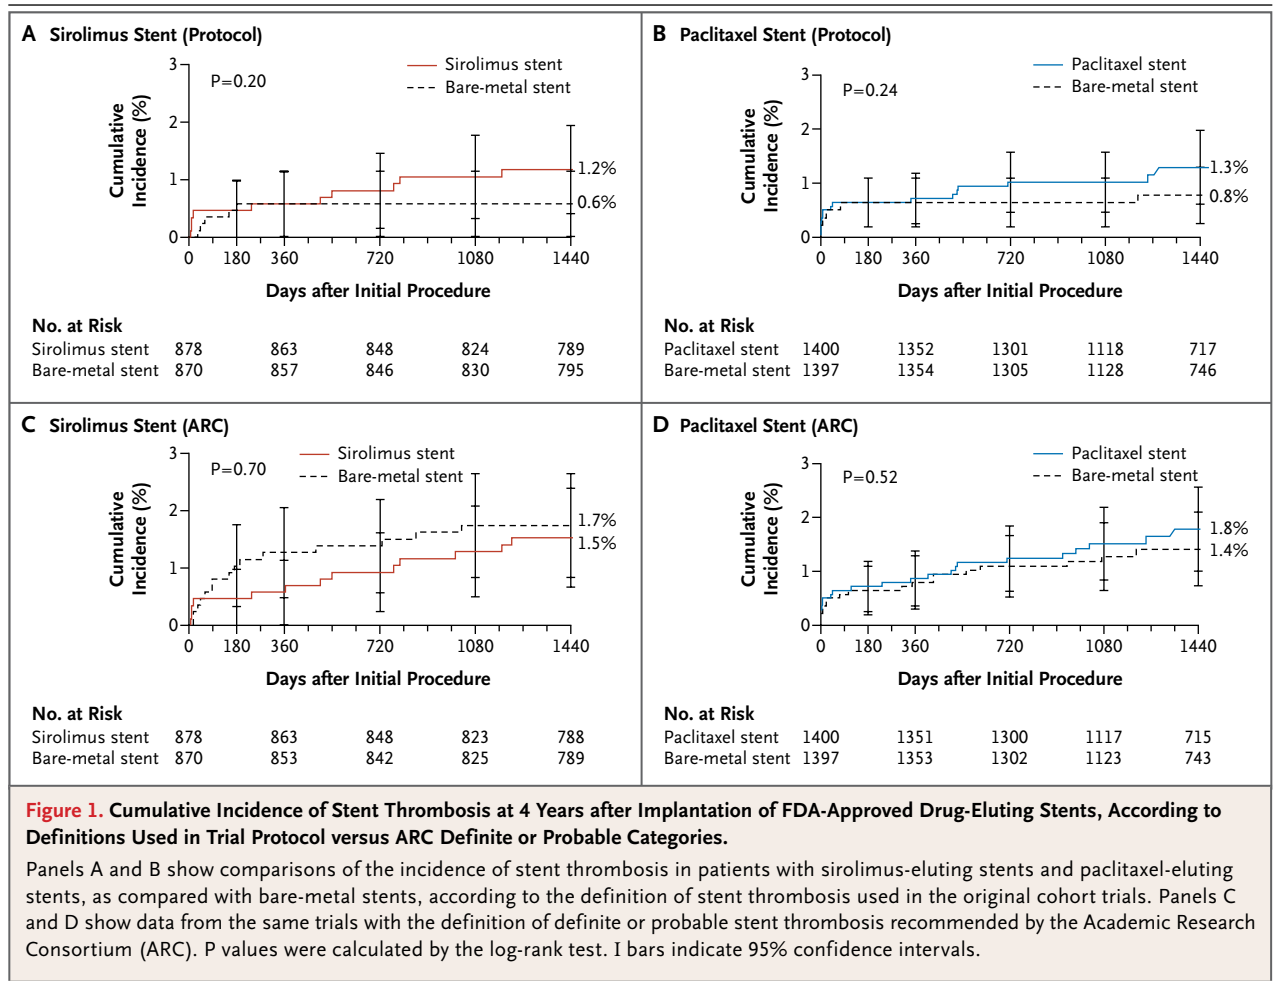 A Sirolimus Stent (Protocol)
P=0.20
Sirolimus stent
Bare-metal stent
Cumulative
Incidence (%)
3
2
1
0
1.2%
0.6%
0 180 360 720 1080 1440
Days after Initial Procedure
No. at Risk
Sirolimus stent 878 863 848 824 789
Bare-metal stent 870 857 846 830 795
B Paclitaxel Stent (Protocol)
P=0.24
Paclitaxel stent
Bare-metal stent
Cumulative
Incidence (%)
3
2
1
0
1.3%
0.8%
0 180 360 720 1080 1440
Days after Initial Procedure
No. at Risk
Paclitaxel stent 1400 1352 1301 1118 717
Bare-metal stent 1397 1354 1305 1128 746
C Sirolimus Stent (ARC)
P=0.70
Sirolimus stent
Bare-metal stent
Cumulative
Incidence (%)
3
2
1
0
1.7%
1.5%
0 180 360 720 1080 1440
Days after Initial Procedure
No. at Risk
Sirolimus stent 878 863 848 823 788
Bare-metal stent 870 853 842 825 789
D Paclitaxel Stent (ARC)
P=0.52
Paclitaxel stent
Bare-metal stent
Cumulative
Incidence (%)
3
2
1
0
1.8%
1.4%
0 180 360 720 1080 1440
Days after Initial Procedure
No. at Risk
Paclitaxel stent 1400 1351 1300 1117 715
Bare-metal stent 1397 1353 1302 1123 743
Figure 1. Cumulative Incidence of Stent Thrombosis at 4 Years after Implantation of FDA-Approved Drug-Eluting Stents, According to
Definitions Used in Trial Protocol versus ARC Definite or Probable Categories.
Panels A and B show comparisons of the incidence of stent thrombosis in patients with sirolimus-eluting stents and paclitaxel-eluting
stents, as compared with bare-metal stents, according to the definition of stent thrombosis used in the original cohort trials. Panels C
and D show data from the same trials with the definition of definite or probable stent thrombosis recommended by the Academic Research
Consortium (ARC). P values were calculated by the log-rank test. I bars indicate 95% confidence intervals.